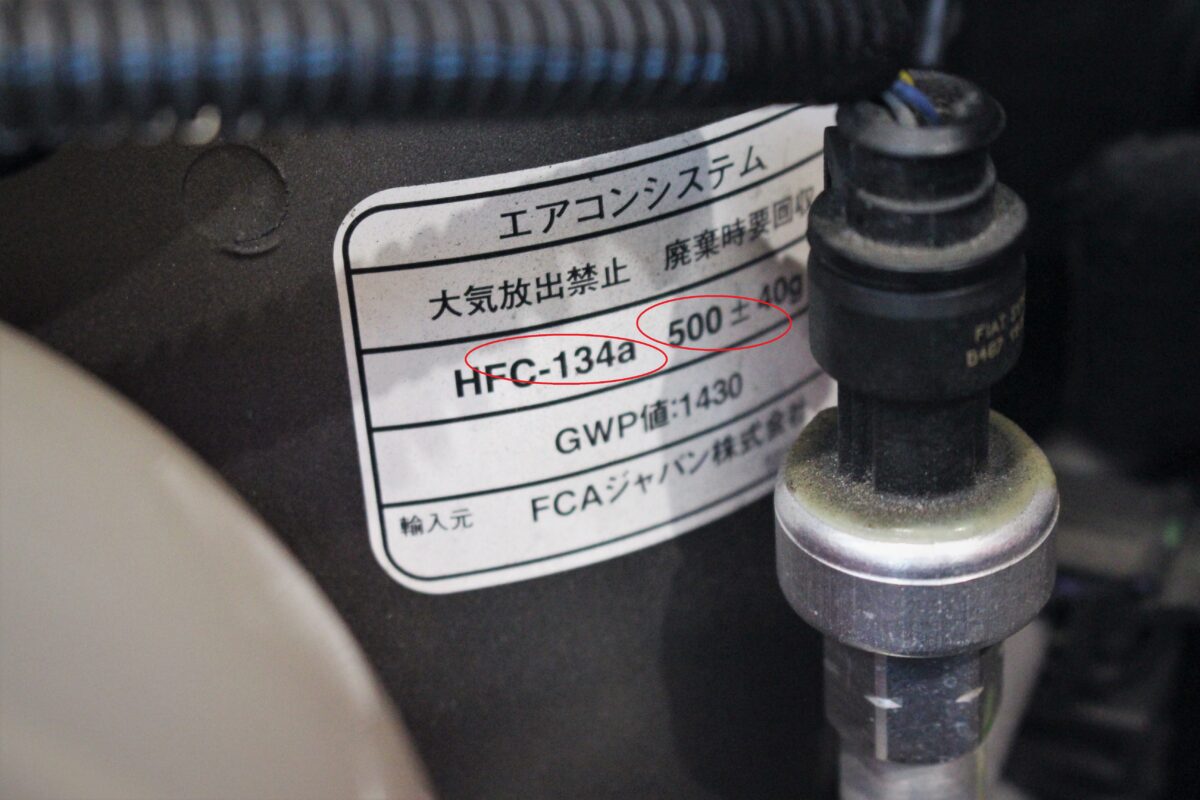 エアコンシステム
大気放出禁止 廃棄時要回収
HFC-134a 500 ± 40g
GWP値:1430
輸入元 FCAジャパン株式会社
FIAT